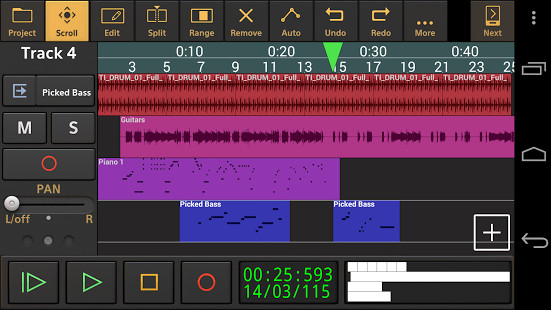 Project Scroll Edit Split Range Remove Auto Undo Redo More Next
Track 4
0:10 0:20 0:30 0:40
3 5 7 9 11 13 15 17 19 21 23 25
Picked Bass
TI_DRUM_01_Full_ TI_DRUM_01_Full_ TI_DRUM_01_Full_ TI_DRUM_01_Full_ TI_DRUM_01_Full_ TI_DRUM_01_Full_
Guitars
M S
Piano 1
PAN
L/off R
Picked Bass Picked Bass
00:25:593
14/03/115